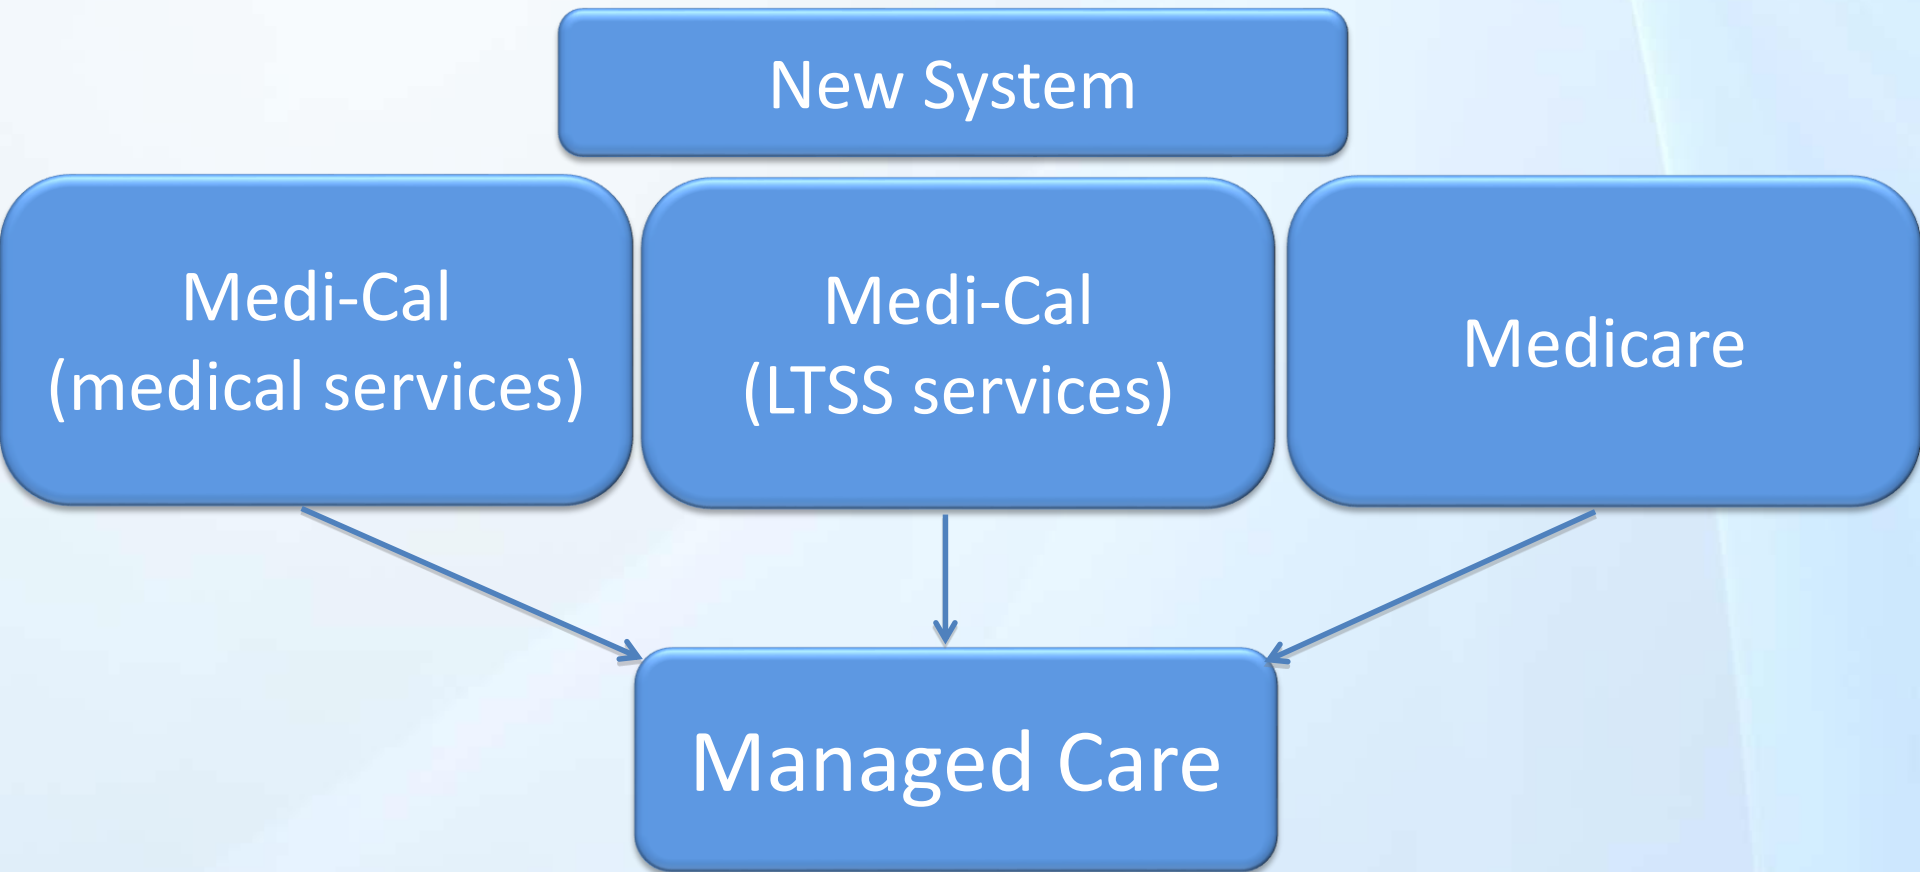 New System
Medi-Cal
(medical services)
Medi-Cal
(LTSS services)
Medicare
Managed Care